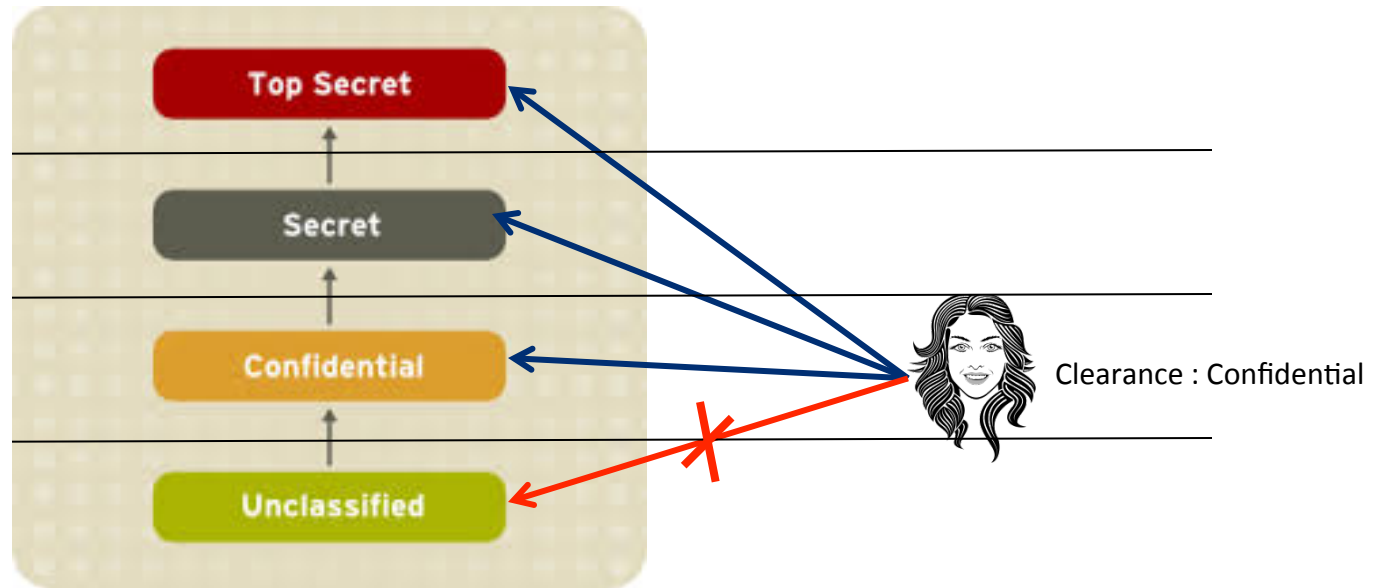 Top Secret
Secret
Confidential
Clearance : Confidential
Unclassified